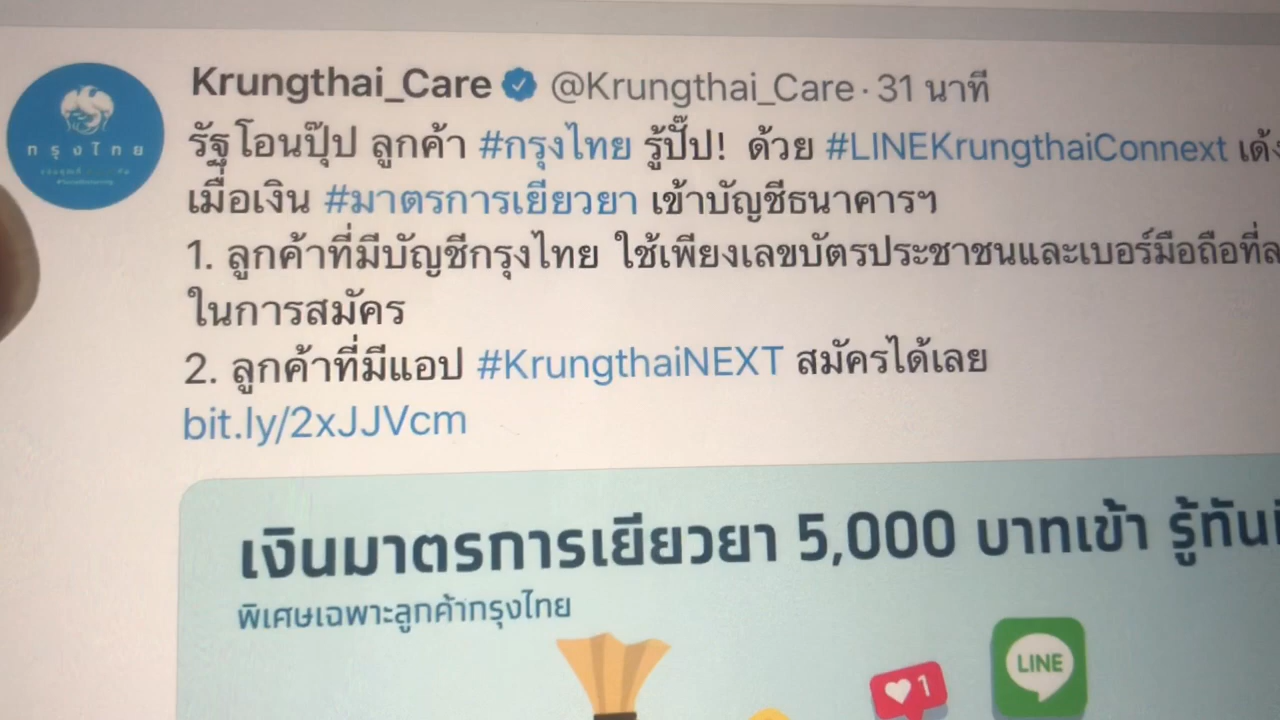 Krungthai_Care @Krungthai_Care · 31 นาที
กรุงไทย
รัฐโอนปุ๊ป ลูกค้า #กรุงไทย รู้ปั๊ป! ด้วย #LINEKrungthaiConnext เด้ง
เมื่อเงิน #มาตรการเยียวยา เข้าบัญชีธนาคารฯ
1. ลูกค้าที่มีบัญชีกรุงไทย ใช้เพียงเลขบัตรประชาชนและเบอร์มือถือที่ล
ในการสมัคร
2. ลูกค้าที่มีแอป #KrungthaiNEXT สมัครได้เลย
bit.ly/2xJJVcm
เงินมาตรการเยียวยา 5,000 บาทเข้า รู้ทันที
พิเศษเฉพาะลูกค้ากรุงไทย
1
LINE